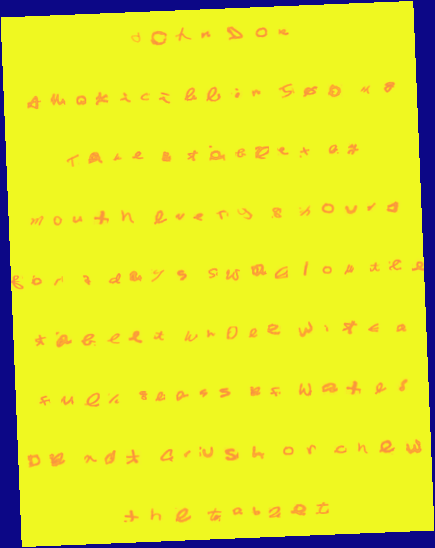 John Doe
Amoxicillin 500 mg
Take 1 tablet by
mouth every 8 hours
for 7 days swallow the
tablet whole with a
full glass of water
Do not crush or chew
the tablet